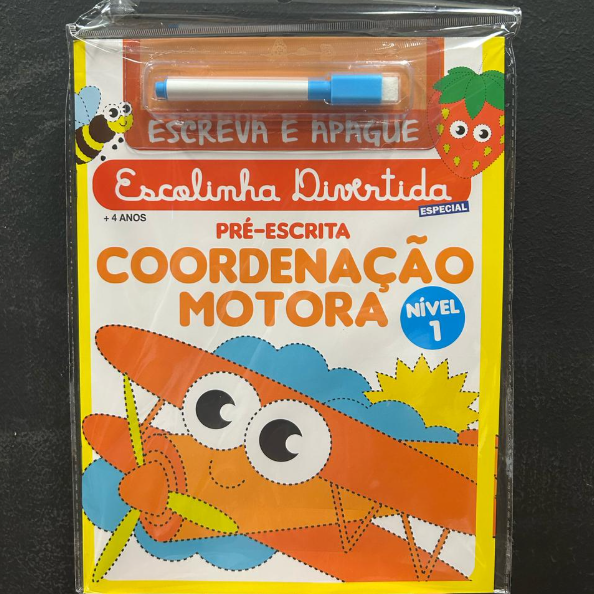 ESCREVA E APAGUE
Escolinha Divertida
ESPECIAL
+ 4 ANOS
PRÉ-ESCRITA
COORDENAÇÃO
MOTORA
NÍVEL
1